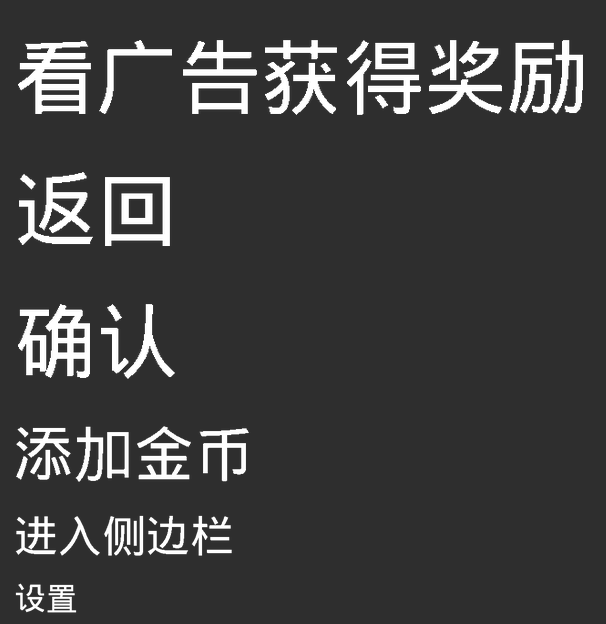 看广告获得奖励
返回
确认
添加金币
进入侧边栏
设置